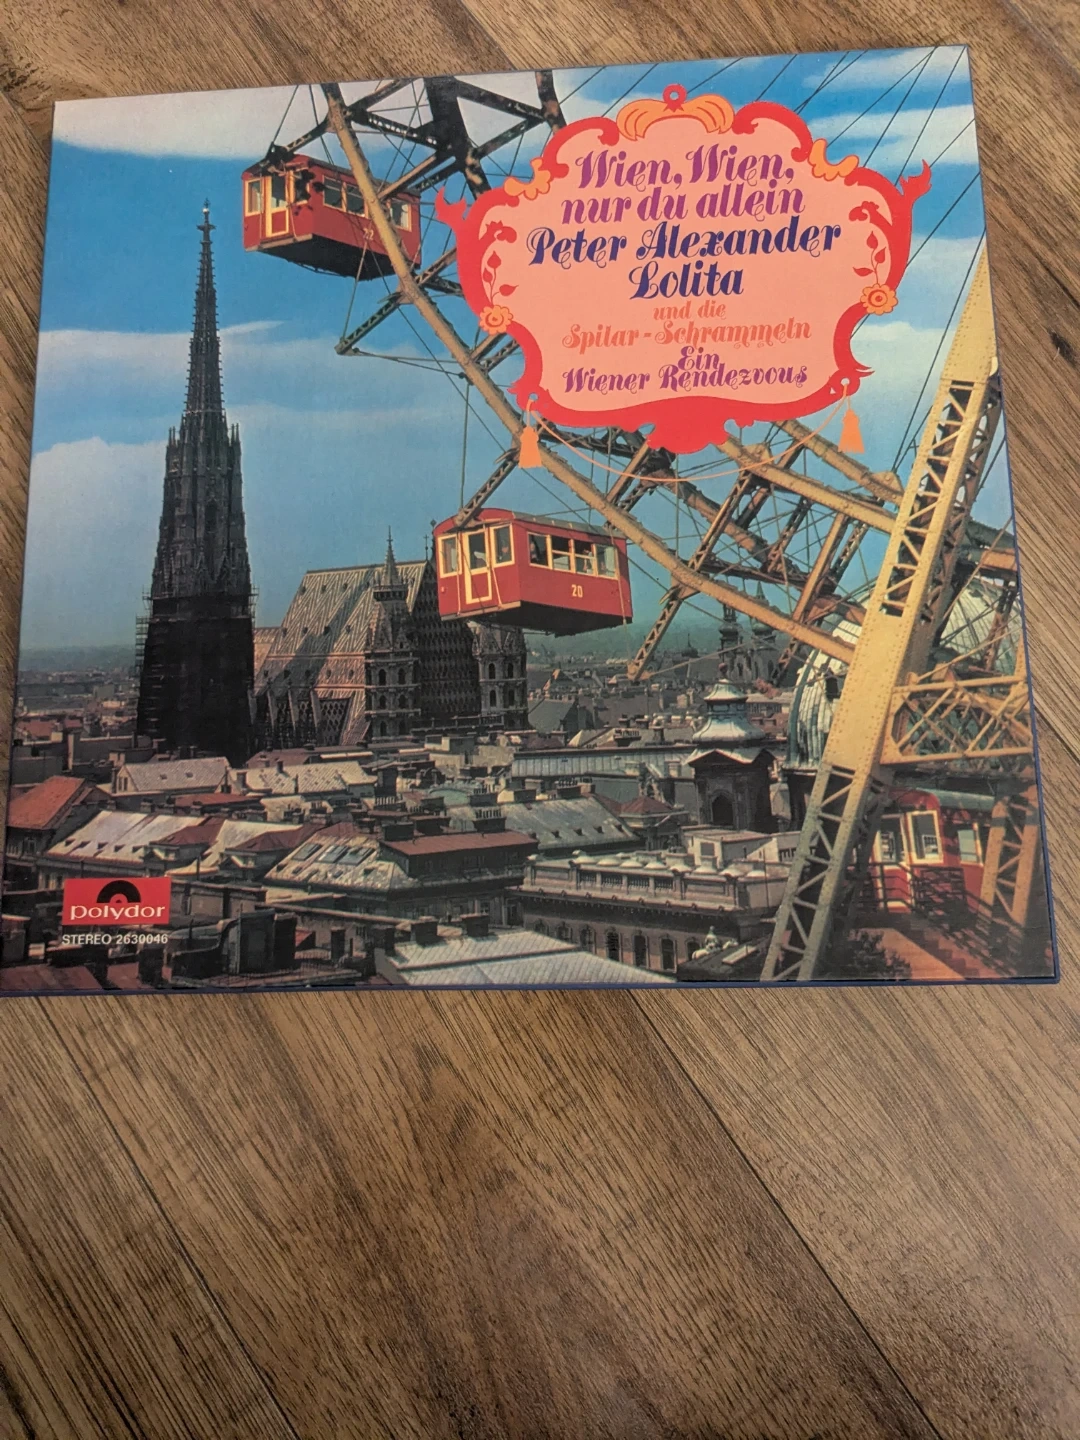 Wien, Wien,
nur du allein
Peter Alexander
Lolita
und die
Spilar-Schrammeln
Ein
Wiener Rendezvous
27
20
polydor
STEREO 2630046